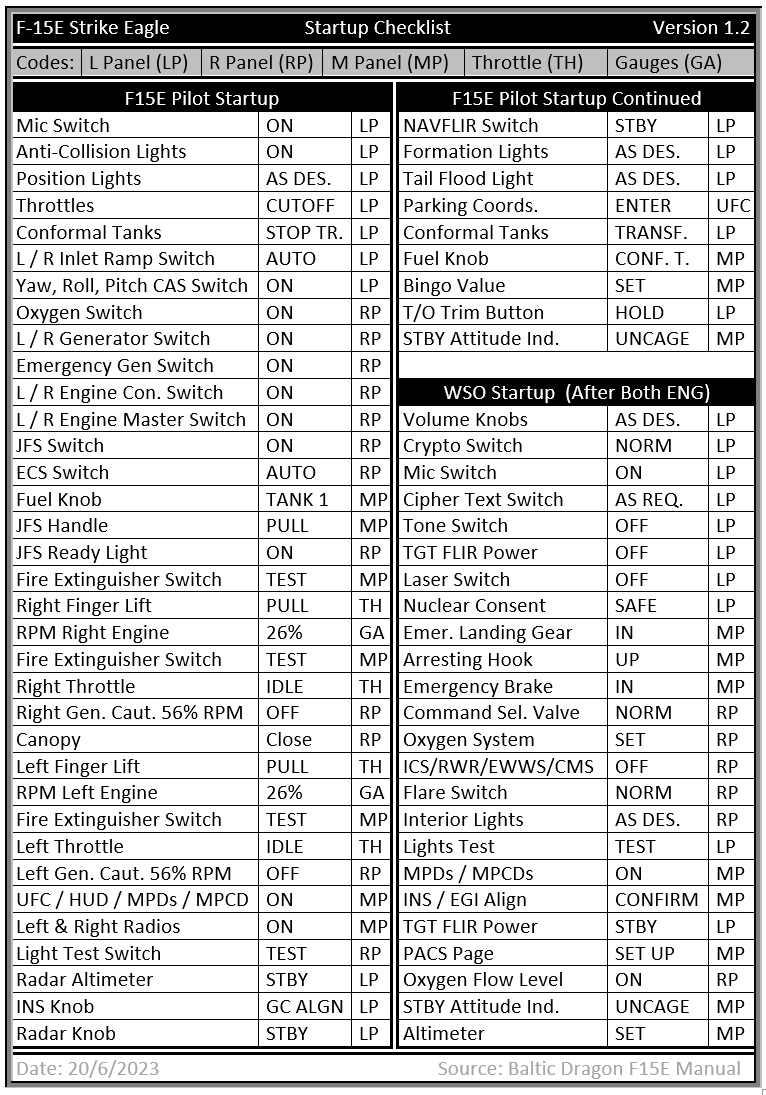 F-15E Strike Eagle Startup Checklist Version 1.2
Codes: L Panel (LP) R Panel (RP) M Panel (MP) Throttle (TH) Gauges (GA)
F15E Pilot Startup
Mic Switch ON LP
Anti-Collision Lights ON LP
Position Lights AS DES. LP
Throttles CUTOFF LP
Conformal Tanks STOP TR. LP
L / R Inlet Ramp Switch AUTO LP
Yaw, Roll, Pitch CAS Switch ON LP
Oxygen Switch ON RP
L / R Generator Switch ON RP
Emergency Gen Switch ON RP
L / R Engine Con. Switch ON RP
L / R Engine Master Switch ON RP
JFS Switch ON RP
ECS Switch AUTO RP
Fuel Knob TANK 1 MP
JFS Handle PULL MP
JFS Ready Light ON RP
Fire Extinguisher Switch TEST MP
Right Finger Lift PULL TH
RPM Right Engine 26% GA
Fire Extinguisher Switch TEST MP
Right Throttle IDLE TH
Right Gen. Caut. 56% RPM OFF RP
Canopy Close RP
Left Finger Lift PULL TH
RPM Left Engine 26% GA
Fire Extinguisher Switch TEST MP
Left Throttle IDLE TH
Left Gen. Caut. 56% RPM OFF RP
UFC / HUD / MPDs / MPCD ON MP
Left & Right Radios ON MP
Light Test Switch TEST RP
Radar Altimeter STBY LP
INS Knob GC ALGN LP
Radar Knob STBY LP
F15E Pilot Startup Continued
NAVFLIR Switch STBY LP
Formation Lights AS DES. LP
Tail Flood Light AS DES. LP
Parking Coords. ENTER UFC
Conformal Tanks TRANSF. LP
Fuel Knob CONF. T. MP
Bingo Value SET MP
T/O Trim Button HOLD LP
STBY Attitude Ind. UNCAGE MP
WSO Startup (After Both ENG)
Volume Knobs AS DES. LP
Crypto Switch NORM LP
Mic Switch ON LP
Cipher Text Switch AS REQ. LP
Tone Switch OFF LP
TGT FLIR Power OFF LP
Laser Switch OFF LP
Nuclear Consent SAFE LP
Emer. Landing Gear IN MP
Arresting Hook UP MP
Emergency Brake IN MP
Command Sel. Valve NORM RP
Oxygen System SET RP
ICS/RWR/EWWS/CMS OFF RP
Flare Switch NORM RP
Interior Lights AS DES. RP
Lights Test TEST LP
MPDs / MPCDs ON MP
INS / EGI Align CONFIRM MP
TGT FLIR Power STBY LP
PACS Page SET UP MP
Oxygen Flow Level ON RP
STBY Attitude Ind. UNCAGE MP
Altimeter SET MP
Date: 20/6/2023 Source: Baltic Dragon F15E Manual